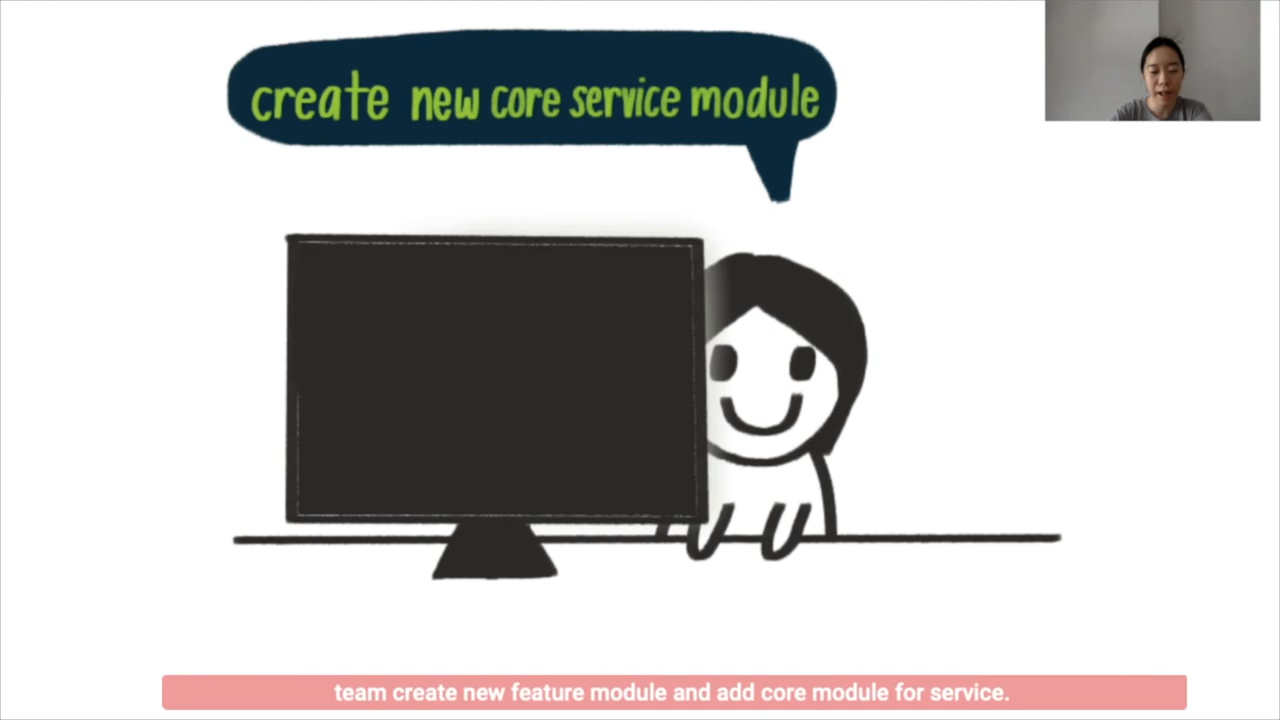 create new core service module
team create new feature module and add core module for service.